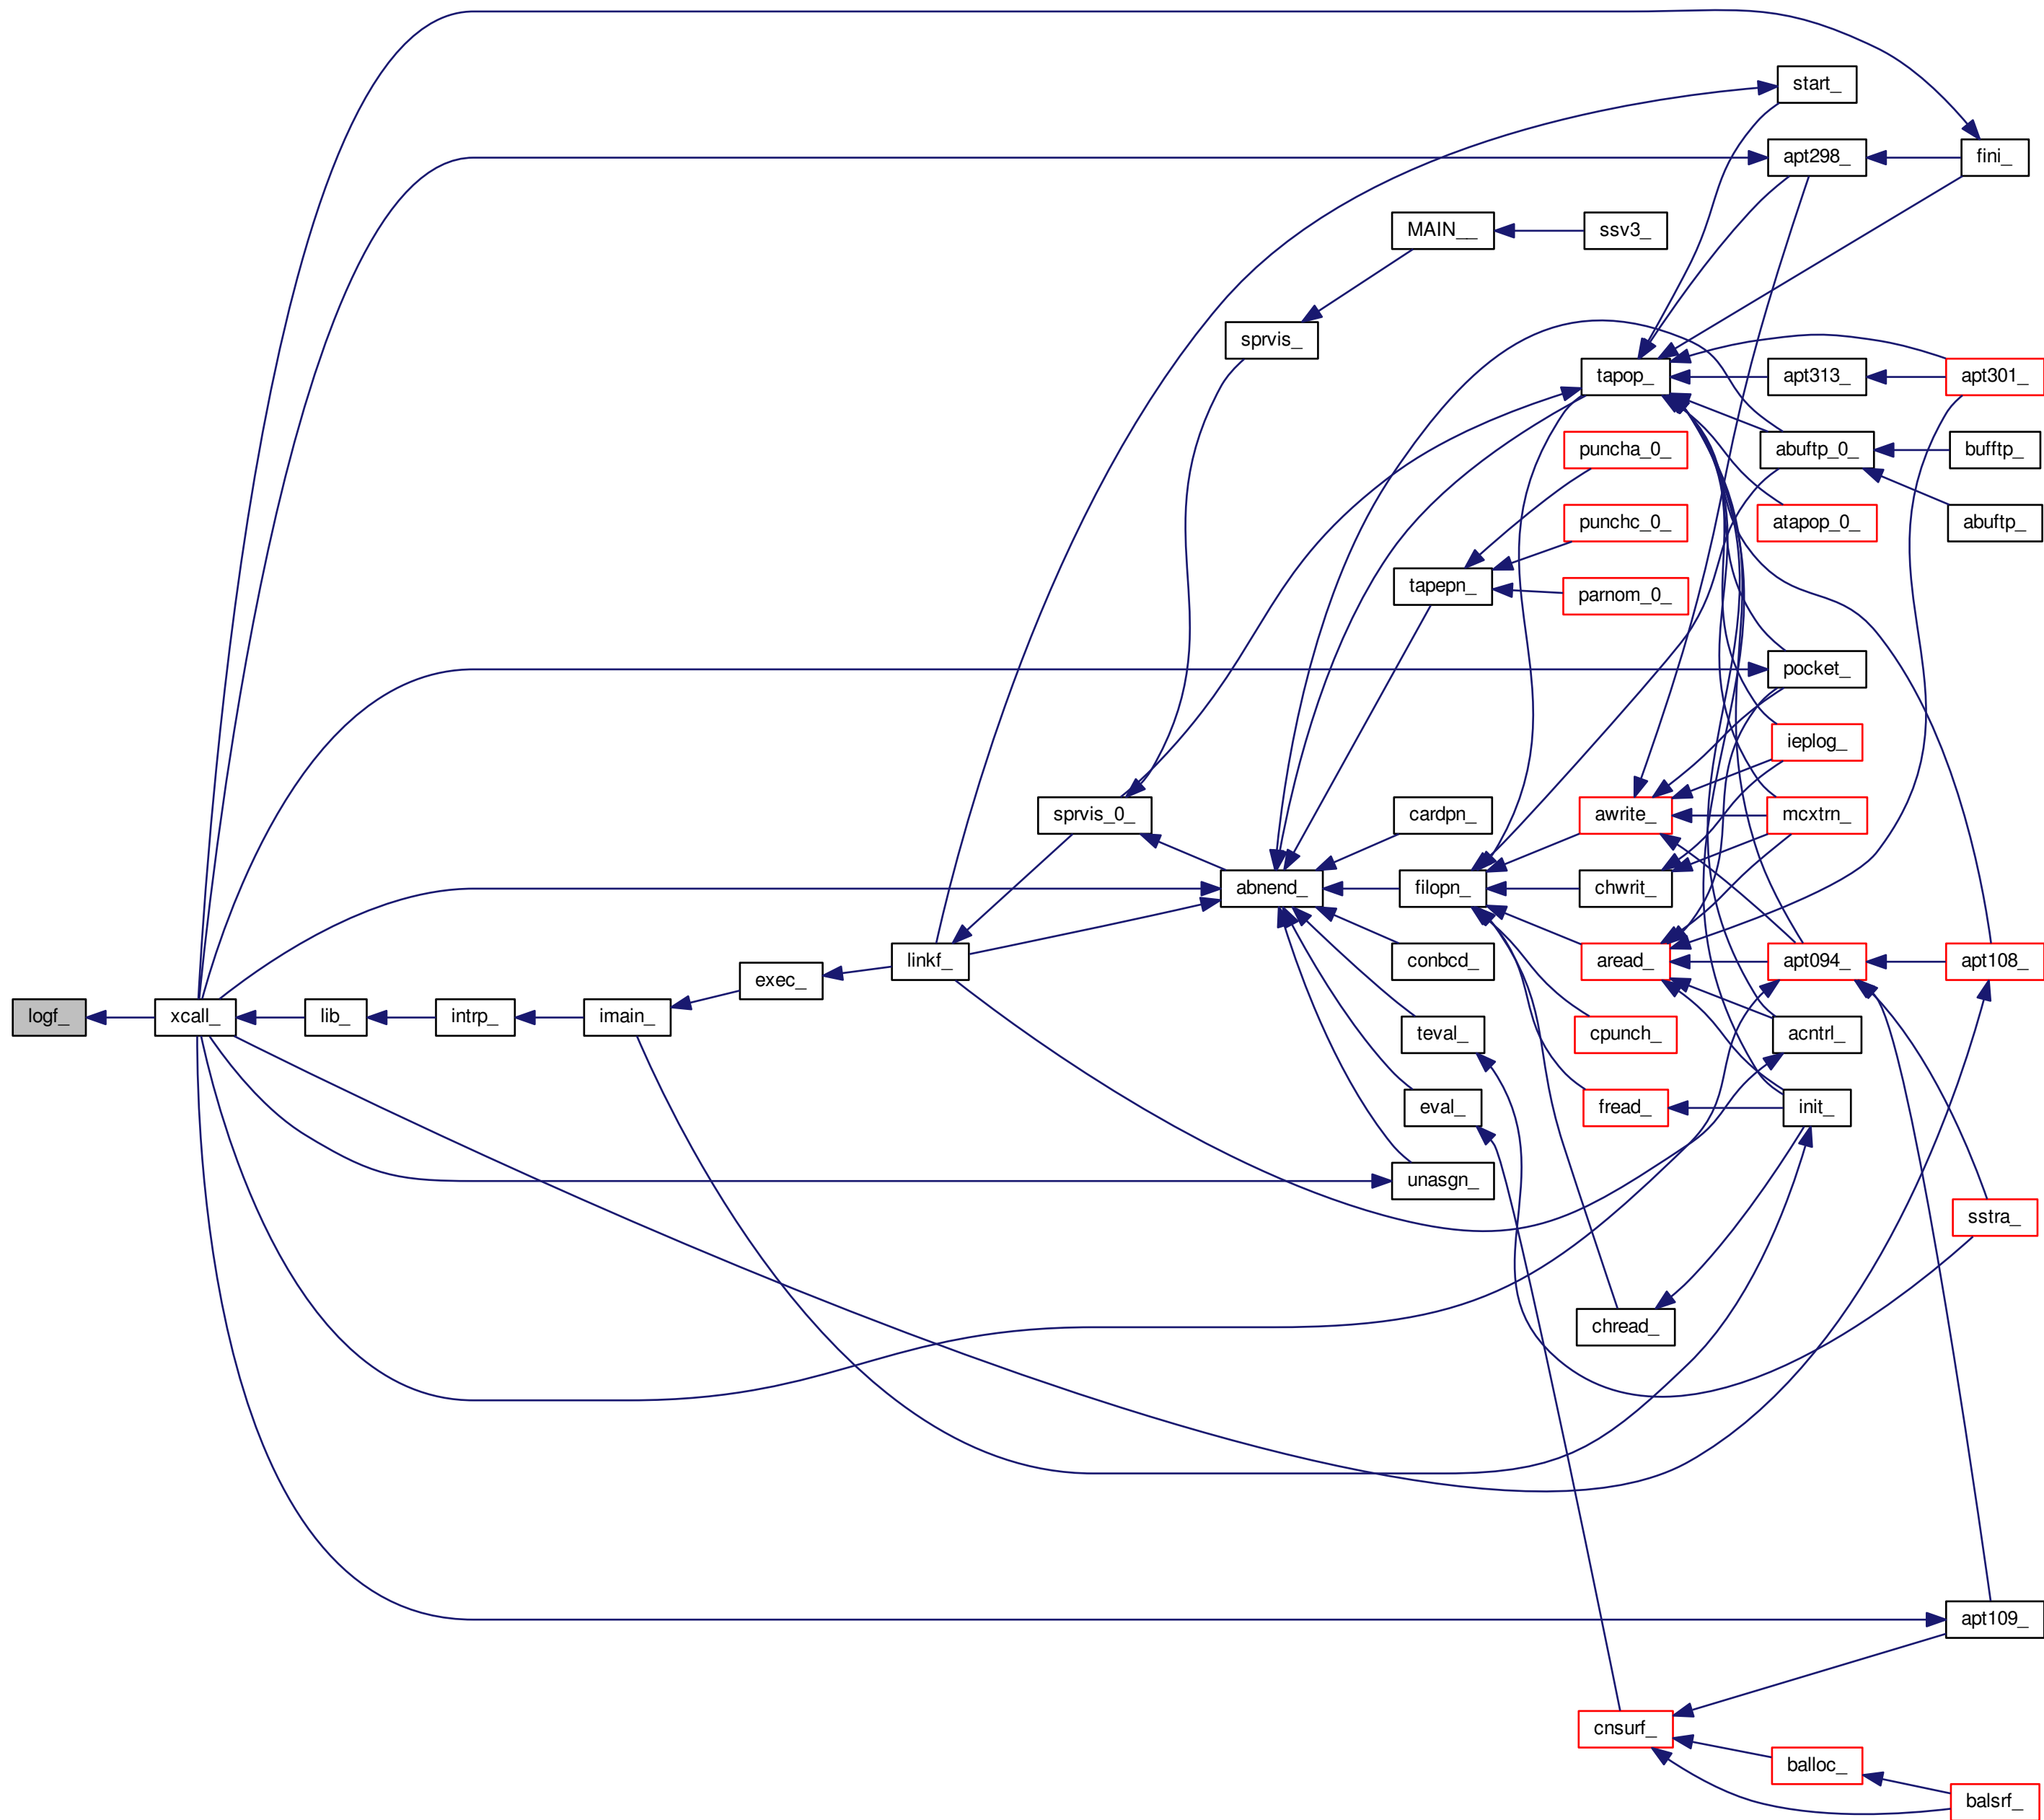 start_
apt298_
fini_
MAIN__
ssv3_
sprvis_
tapop_
apt313_
apt301_
puncha_0_
abuftp_0_
bufftp_
punchc_0_
atapop_0_
abuftp_
tapepn_
parnom_0_
pocket_
ieplog_
sprvis_0_
cardpn_
awrite_
mcxtrn_
abnend_
filopn_
chwrit_
linkf_
conbcd_
aread_
apt094_
apt108_
exec_
logf_
xcall_
lib_
intrp_
imain_
teval_
cpunch_
acntrl_
eval_
fread_
init_
unasgn_
sstra_
chread_
apt109_
cnsurf_
balloc_
balsrf_